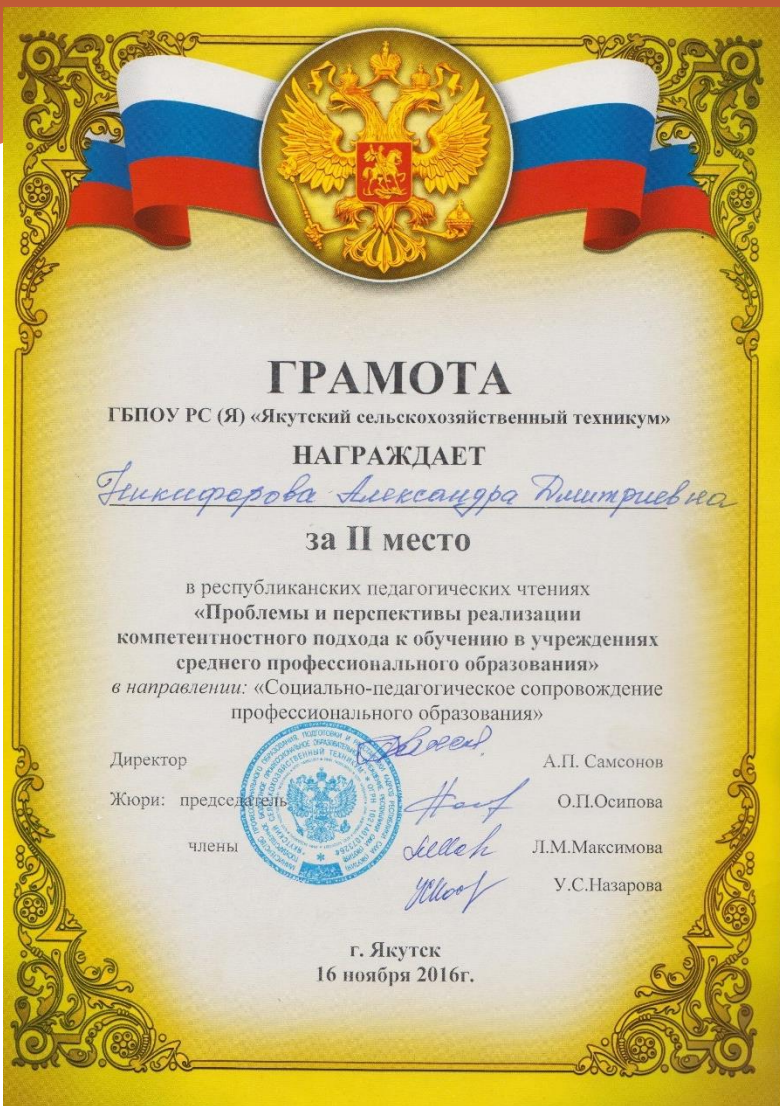 ГРАМОТА
ГБПОУ РС (Я) «Якутский сельскохозяйственный техникум»
НАГРАЖДАЕТ
Никифорова Александра Дмитриевна
за II место
в республиканских педагогических чтениях
«Проблемы и перспективы реализации
компетентностного подхода к обучению в учреждениях
среднего профессионального образования»
в направлении: «Социально-педагогическое сопровождение
профессионального образования»
Директор А.П. Самсонов
Жюри: председатель О.П.Осипова
члены Л.М.Максимова
У.С.Назарова
г. Якутск
16 ноября 2016г.